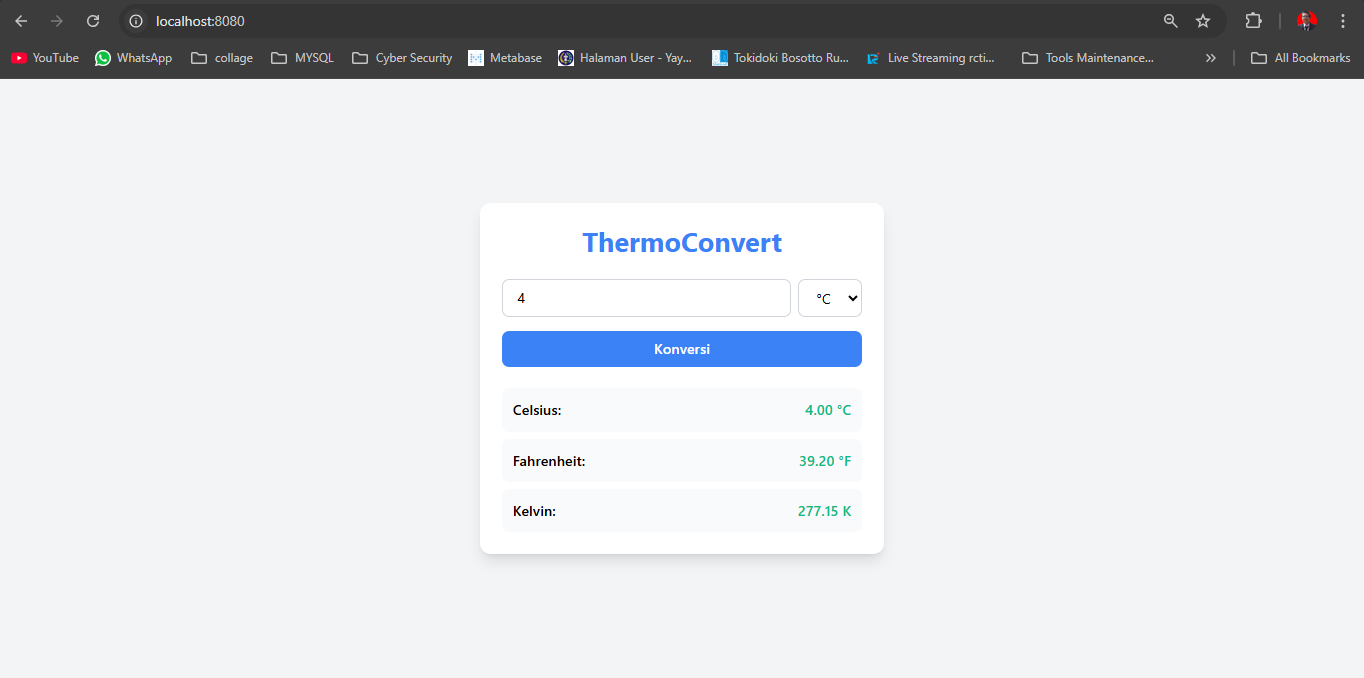 localhost:8080
YouTube WhatsApp collage MYSQL Cyber Security Metabase Halaman User - Yay... Tokidoki Bosotto Ru... Live Streaming rcti... Tools Maintenance... » All Bookmarks
ThermoConvert
4 °C
Konversi
Celsius: 4.00 °C
Fahrenheit: 39.20 °F
Kelvin: 277.15 K